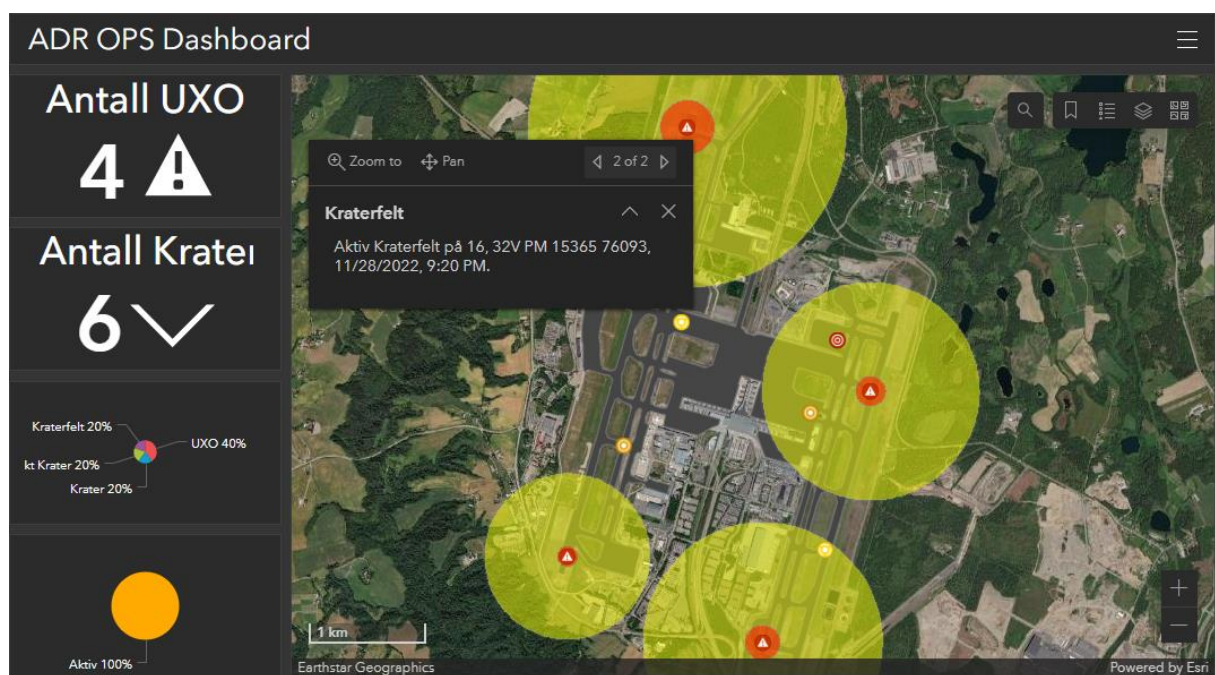 ADR OPS Dashboard
Antall UXO
4
Antall Krater
6
Kraterfelt 20%
UXO 40%
kt Krater 20%
Krater 20%
Aktiv 100%
Zoom to
Pan
2 of 2
Kraterfelt
Aktiv Kraterfelt på 16, 32V PM 15365 76093,
11/28/2022, 9:20 PM.
1 km
Earthstar Geographics
Powered by Esri